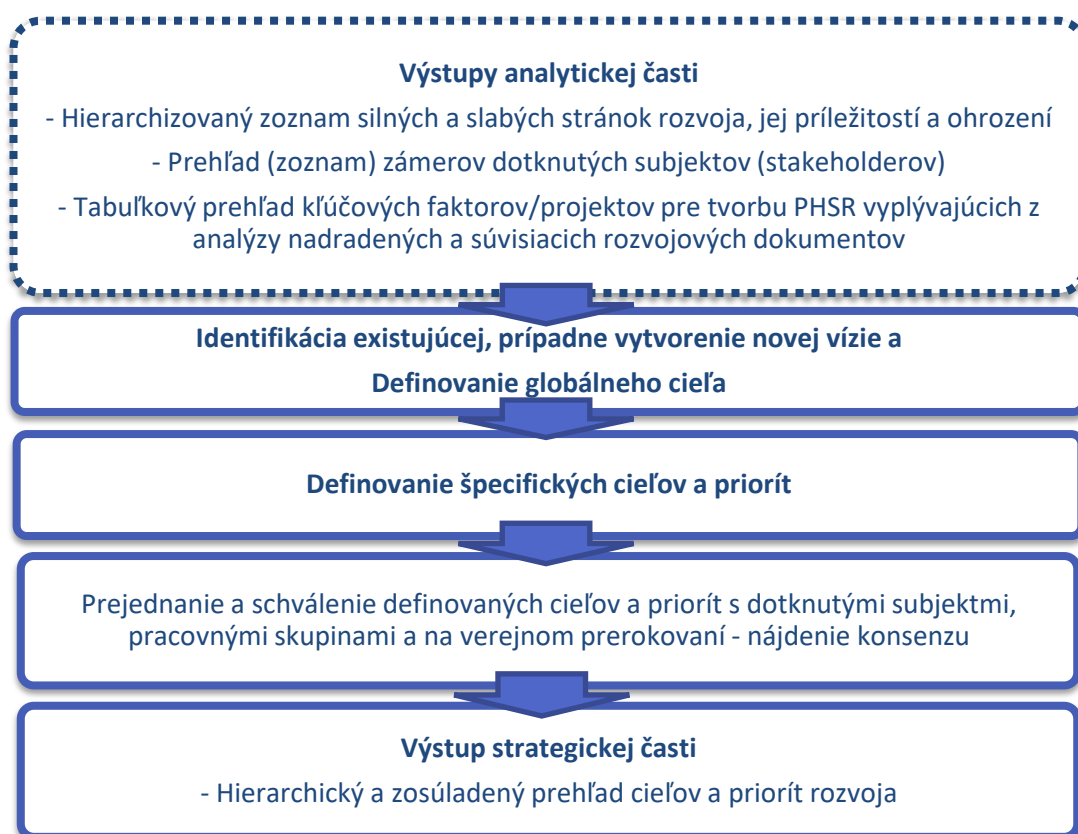 Výstupy analytickej časti
- Hierarchizovaný zoznam silných a slabých stránok rozvoja, jej príležitostí a ohrození
- Prehľad (zoznam) zámerov dotknutých subjektov (stakeholderov)
- Tabuľkový prehľad kľúčových faktorov/projektov pre tvorbu PHSR vyplývajúcich z
analýzy nadradených a súvisiacich rozvojových dokumentov
Identifikácia existujúcej, prípadne vytvorenie novej vízie a
Definovanie globálneho cieľa
Definovanie špecifických cieľov a priorít
Prejednanie a schválenie definovaných cieľov a priorít s dotknutými subjektmi,
pracovnými skupinami a na verejnom prerokovaní - nájdenie konsenzu
Výstup strategickej časti
- Hierarchický a zosúladený prehľad cieľov a priorít rozvoja